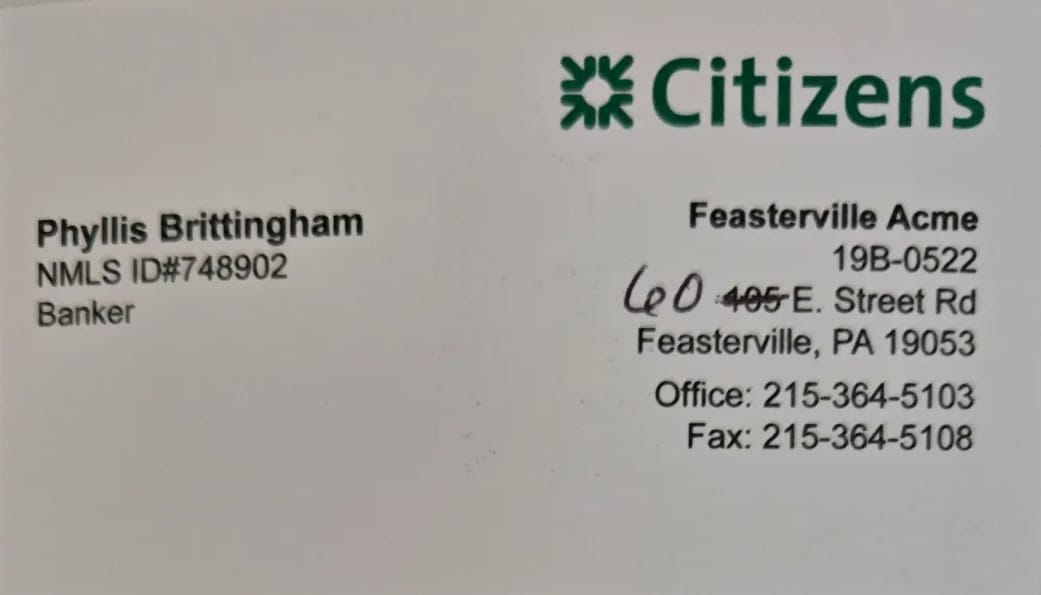 Citizens
Phyllis Brittingham
NMLS ID#748902
Banker
Feasterville Acme
19B-0522
60 405 E. Street Rd
Feasterville, PA 19053
Office: 215-364-5103
Fax: 215-364-5108